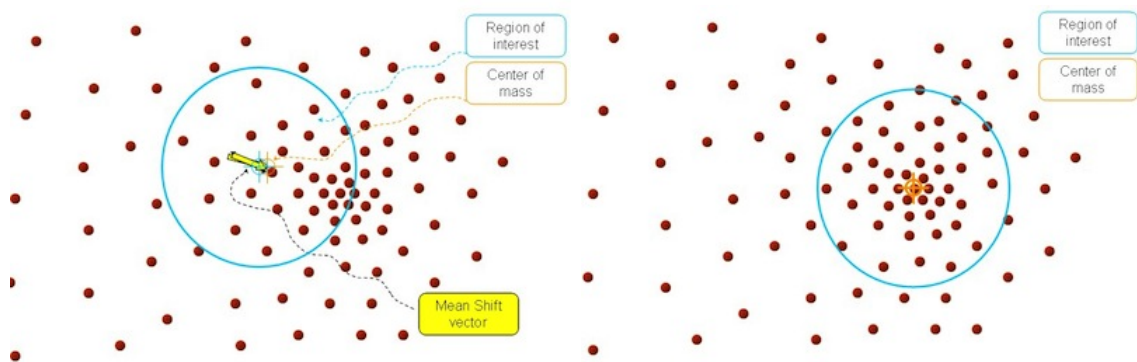 Region of
interest
Center of
mass
Mean Shift
vector
Region of
interest
Center of
mass